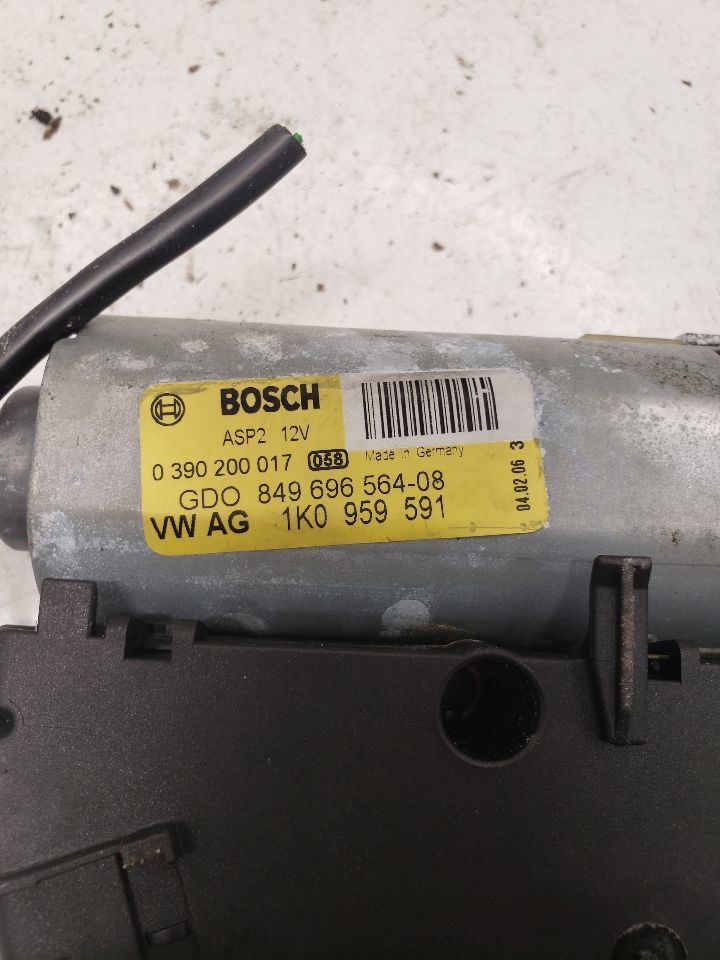 BOSCH
ASP2 12V
0 390 200 017 058 Made in Germany
GDO 849 696 564-08
VW AG 1K0 959 591
04.02.06 3